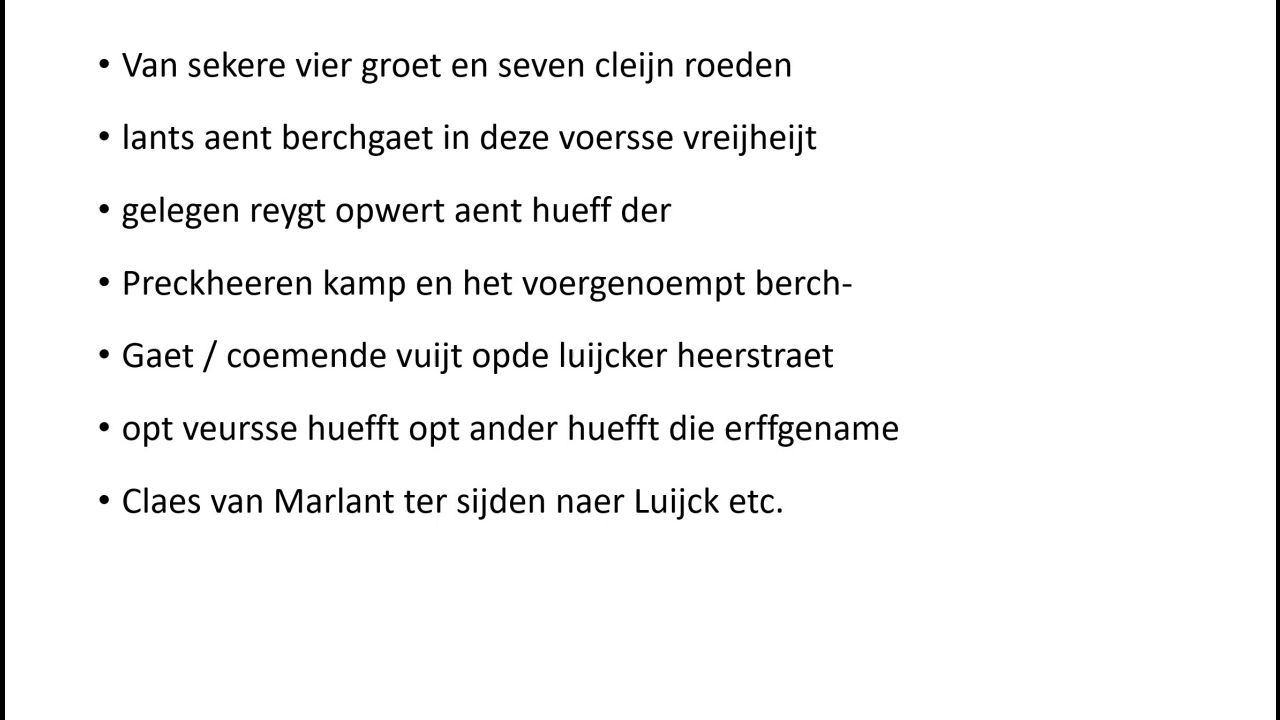 • Van sekere vier groet en seven cleijn roeden
• lants aent berchgaet in deze voersse vreijheijt
• gelegen reygt opwert aent hueff der
• Preckheeren kamp en het voergenoempt berch-
• Gaet / coemende vuijt opde luijcker heerstraet
• opt veursse huefft opt ander huefft die erffgename
• Claes van Marlant ter sijden naer Luijck etc.